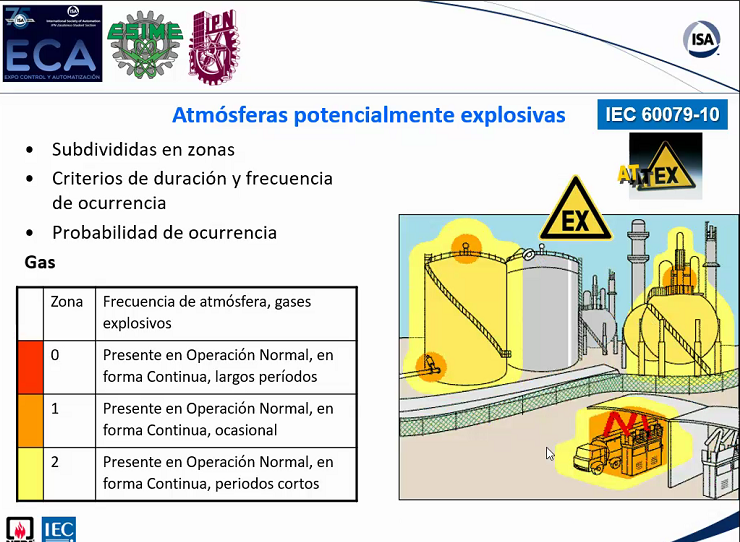 75
ISA
ISA
International Society of Automation
ECA
EXPO CONTROL Y AUTOMATIZACIÓN
ESIME
IPN
ISA
Atmósferas potencialmente explosivas
IEC 60079-10
• Subdivididas en zonas
• Criterios de duración y frecuencia
de ocurrencia
• Probabilidad de ocurrencia
Gas
ATEX
EX
Zona
Frecuencia de atmósfera, gases
explosivos
0
Presente en Operación Normal, en
forma Continua, largos períodos
1
Presente en Operación Normal, en
forma Continua, ocasional
2
Presente en Operación Normal, en
forma Continua, periodos cortos
IEC